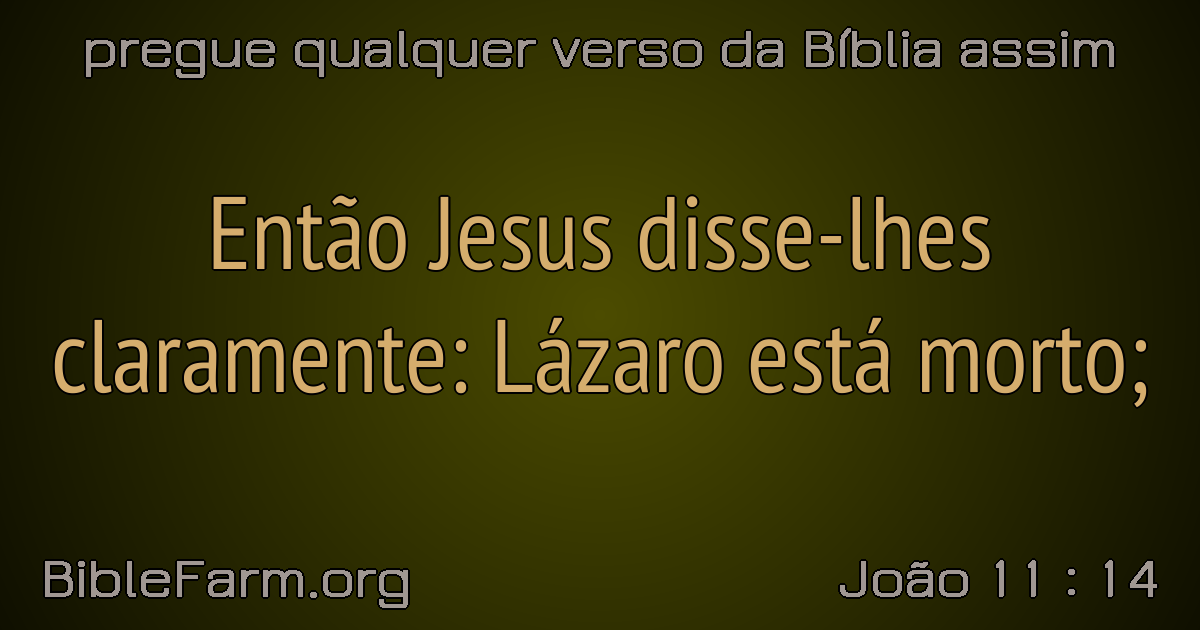 pregue qualquer verso da Bíblia assim
Então Jesus disse-lhes
claramente: Lázaro está morto;
BibleFarm.org
João 11 : 14